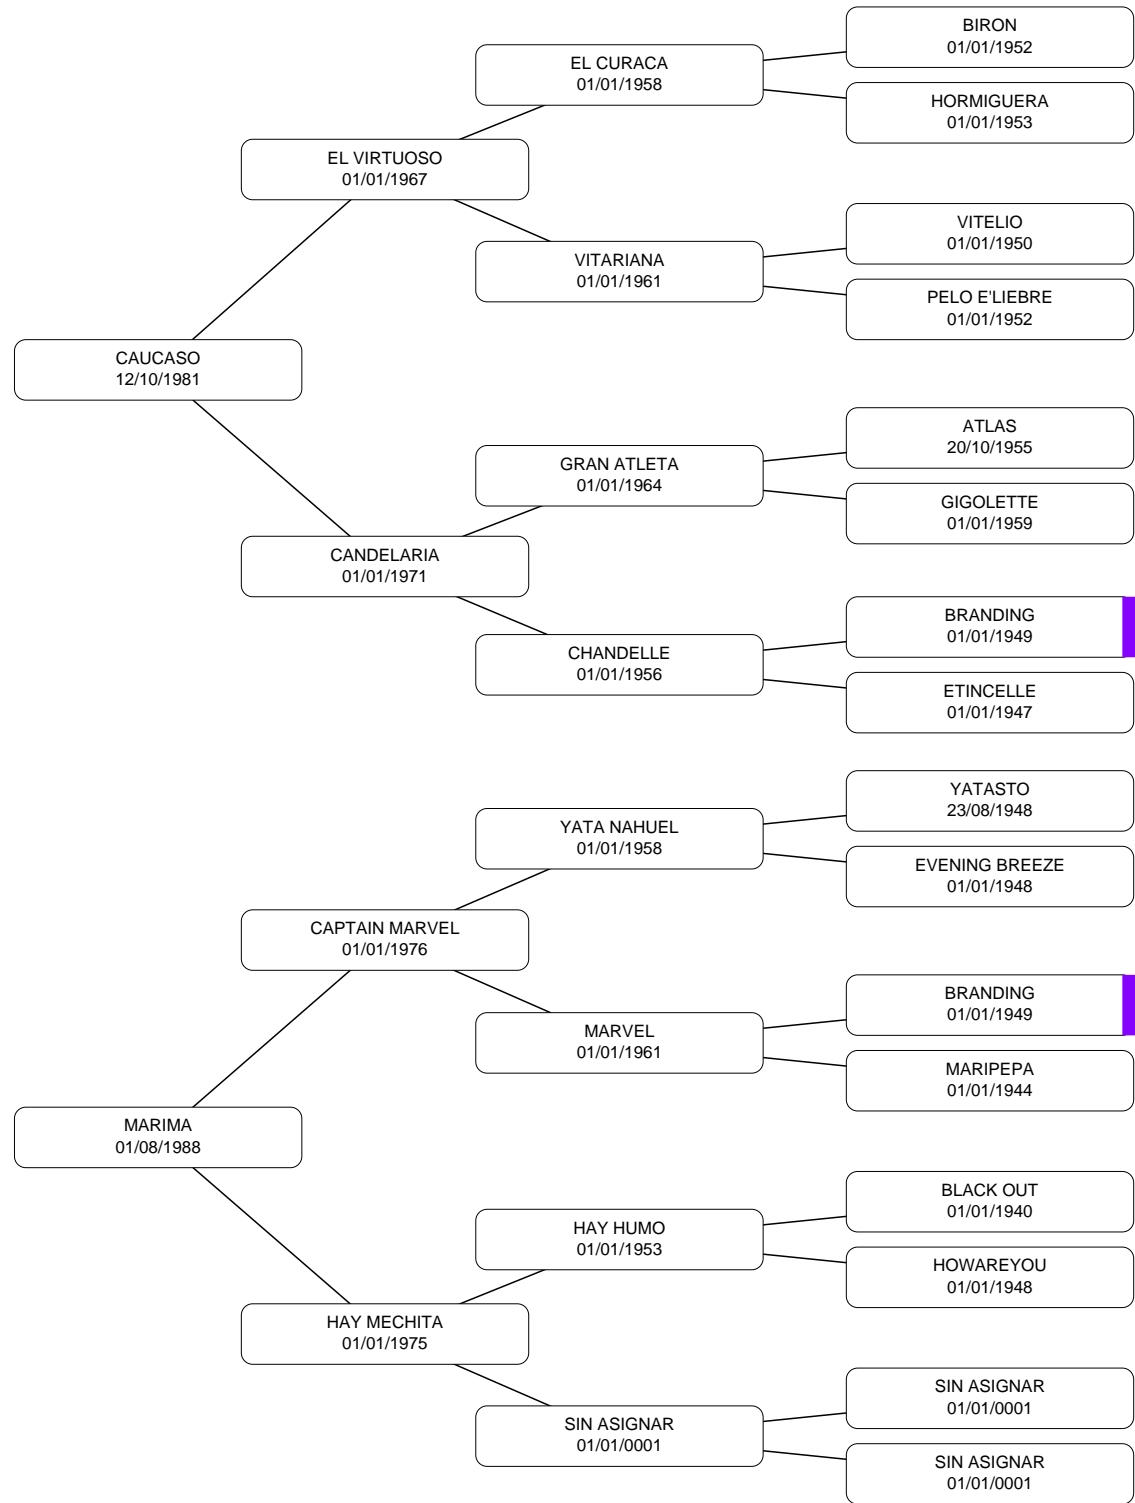 BIRON
01/01/1952
EL CURACA
01/01/1958
HORMIGUERA
01/01/1953
EL VIRTUOSO
01/01/1967
VITELIO
01/01/1950
VITARIANA
01/01/1961
PELO E'LIEBRE
01/01/1952
CAUCASO
12/10/1981
ATLAS
20/10/1955
GRAN ATLETA
01/01/1964
GIGOLETTE
01/01/1959
CANDELARIA
01/01/1971
BRANDING
01/01/1949
CHANDELLE
01/01/1956
ETINCELLE
01/01/1947
YATASTO
23/08/1948
YATA NAHUEL
01/01/1958
EVENING BREEZE
01/01/1948
CAPTAIN MARVEL
01/01/1976
BRANDING
01/01/1949
MARVEL
01/01/1961
MARIPEPA
01/01/1944
MARIMA
01/08/1988
BLACK OUT
01/01/1940
HAY HUMO
01/01/1953
HOWAREYOU
01/01/1948
HAY MECHITA
01/01/1975
SIN ASIGNAR
01/01/0001
SIN ASIGNAR
01/01/0001
SIN ASIGNAR
01/01/0001